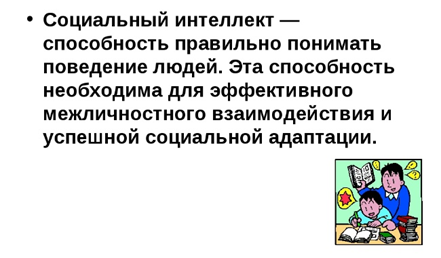 • Социальный интеллект —
способность правильно понимать
поведение людей. Эта способность
необходима для эффективного
межличностного взаимодействия и
успешной социальной адаптации.